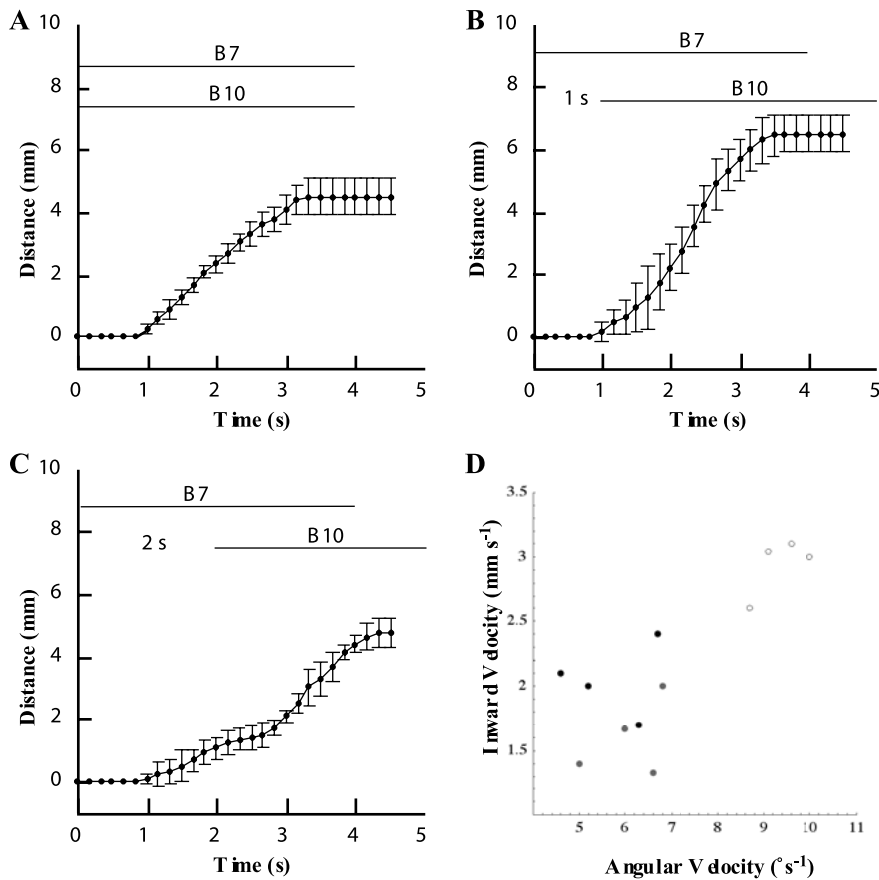 A
10
8
6
4
2
0
B7
B10
Distance (mm)
0 1 2 3 4 5
Time (s)
B
10
8
6
4
2
0
B7
1 s B10
Distance (mm)
0 1 2 3 4 5
Time (s)
C
10
8
6
4
2
0
B7
2 s B10
Distance (mm)
0 1 2 3 4 5
Time (s)
D
3.5
3
2.5
2
1.5
Inward V docity (mm s-1)
5 6 7 8 9 10 11
Angular V docity (°s-1)